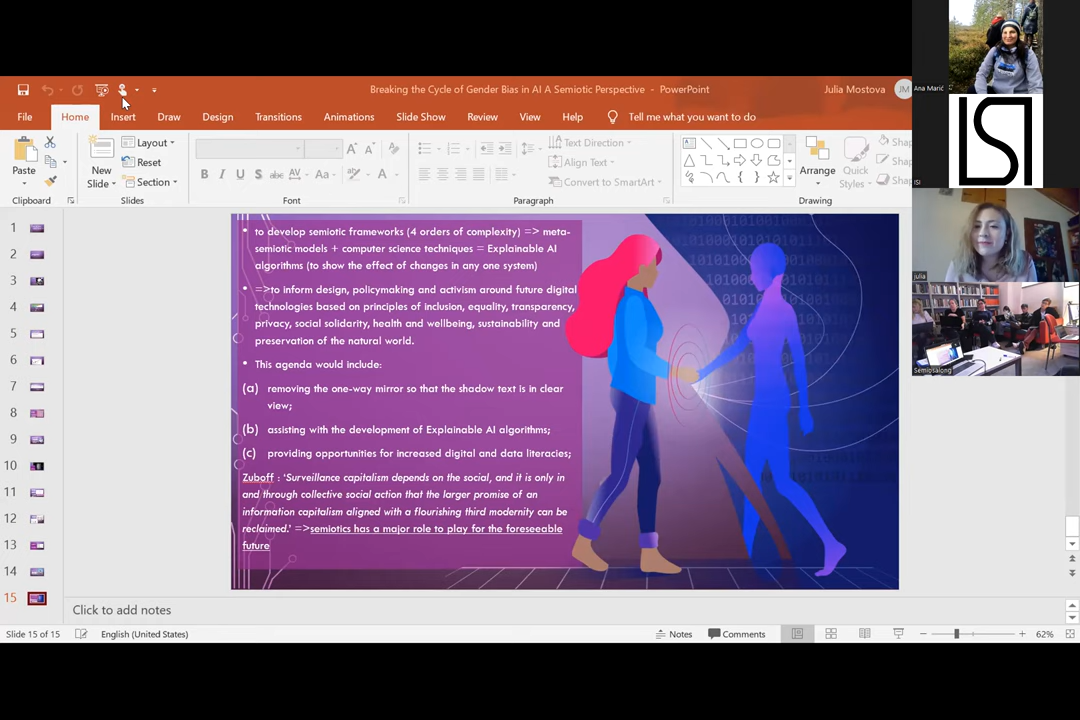 Breaking the Cycle of Gender Bias in AI A Semiotic Perspective - PowerPoint
Julia Mostova
JM
File
Home
Insert
Draw
Design
Transitions
Animations
Slide Show
Review
View
Help
Tell me what you want to do
Paste
New
Slide
Layout
Reset
Section
B I U S abc AV Aa A
Text Direction
Align Text
Convert to SmartArt
Arrange
Quick
Styles
Shap
Shap
Shap
Clipboard
Slides
Font
Paragraph
Drawing
1
2
3
4
5
6
7
8
9
10
11
12
13
14
15
• to develop semiotic frameworks (4 orders of complexity) => meta-
semiotic models + computer science techniques = Explainable AI
algorithms (to show the effect of changes in any one system)
• =>to inform design, policymaking and activism around future digital
technologies based on principles of inclusion, equality, transparency,
privacy, social solidarity, health and wellbeing, sustainability and
preservation of the natural world.
• This agenda would include:
(a) removing the one-way mirror so that the shadow text is in clear
view;
(b) assisting with the development of Explainable AI algorithms;
(c) providing opportunities for increased digital and data literacies;
Zuboff : 'Surveillance capitalism depends on the social, and it is only in
and through collective social action that the larger promise of an
information capitalism aligned with a flourishing third modernity can be
reclaimed.' =>semiotics has a major role to play for the foreseeable
future
Click to add notes
Slide 15 of 15
English (United States)
Notes
Comments
62%
Ana Marić
ISI
ISI
julia
Semiosalong